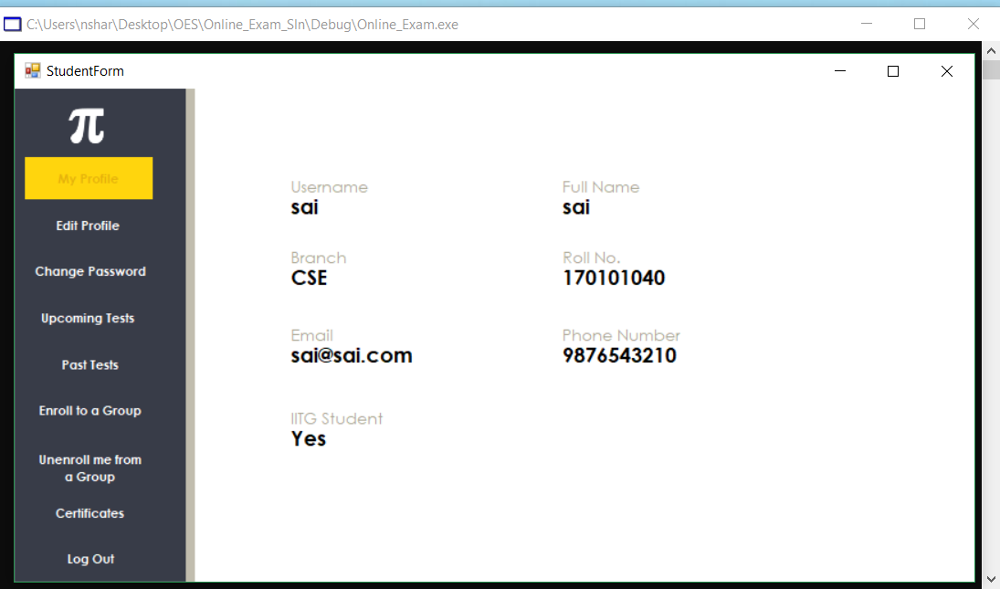 C:\Users\nshar\Desktop\OES\Online_Exam_Sln\Debug\Online_Exam.exe
StudentForm
π
My Profile
Edit Profile
Change Password
Upcoming Tests
Past Tests
Enroll to a Group
Unenroll me from
a Group
Certificates
Log Out
Username
sai
Full Name
sai
Branch
CSE
Roll No.
170101040
Email
sai@sai.com
Phone Number
9876543210
IITG Student
Yes